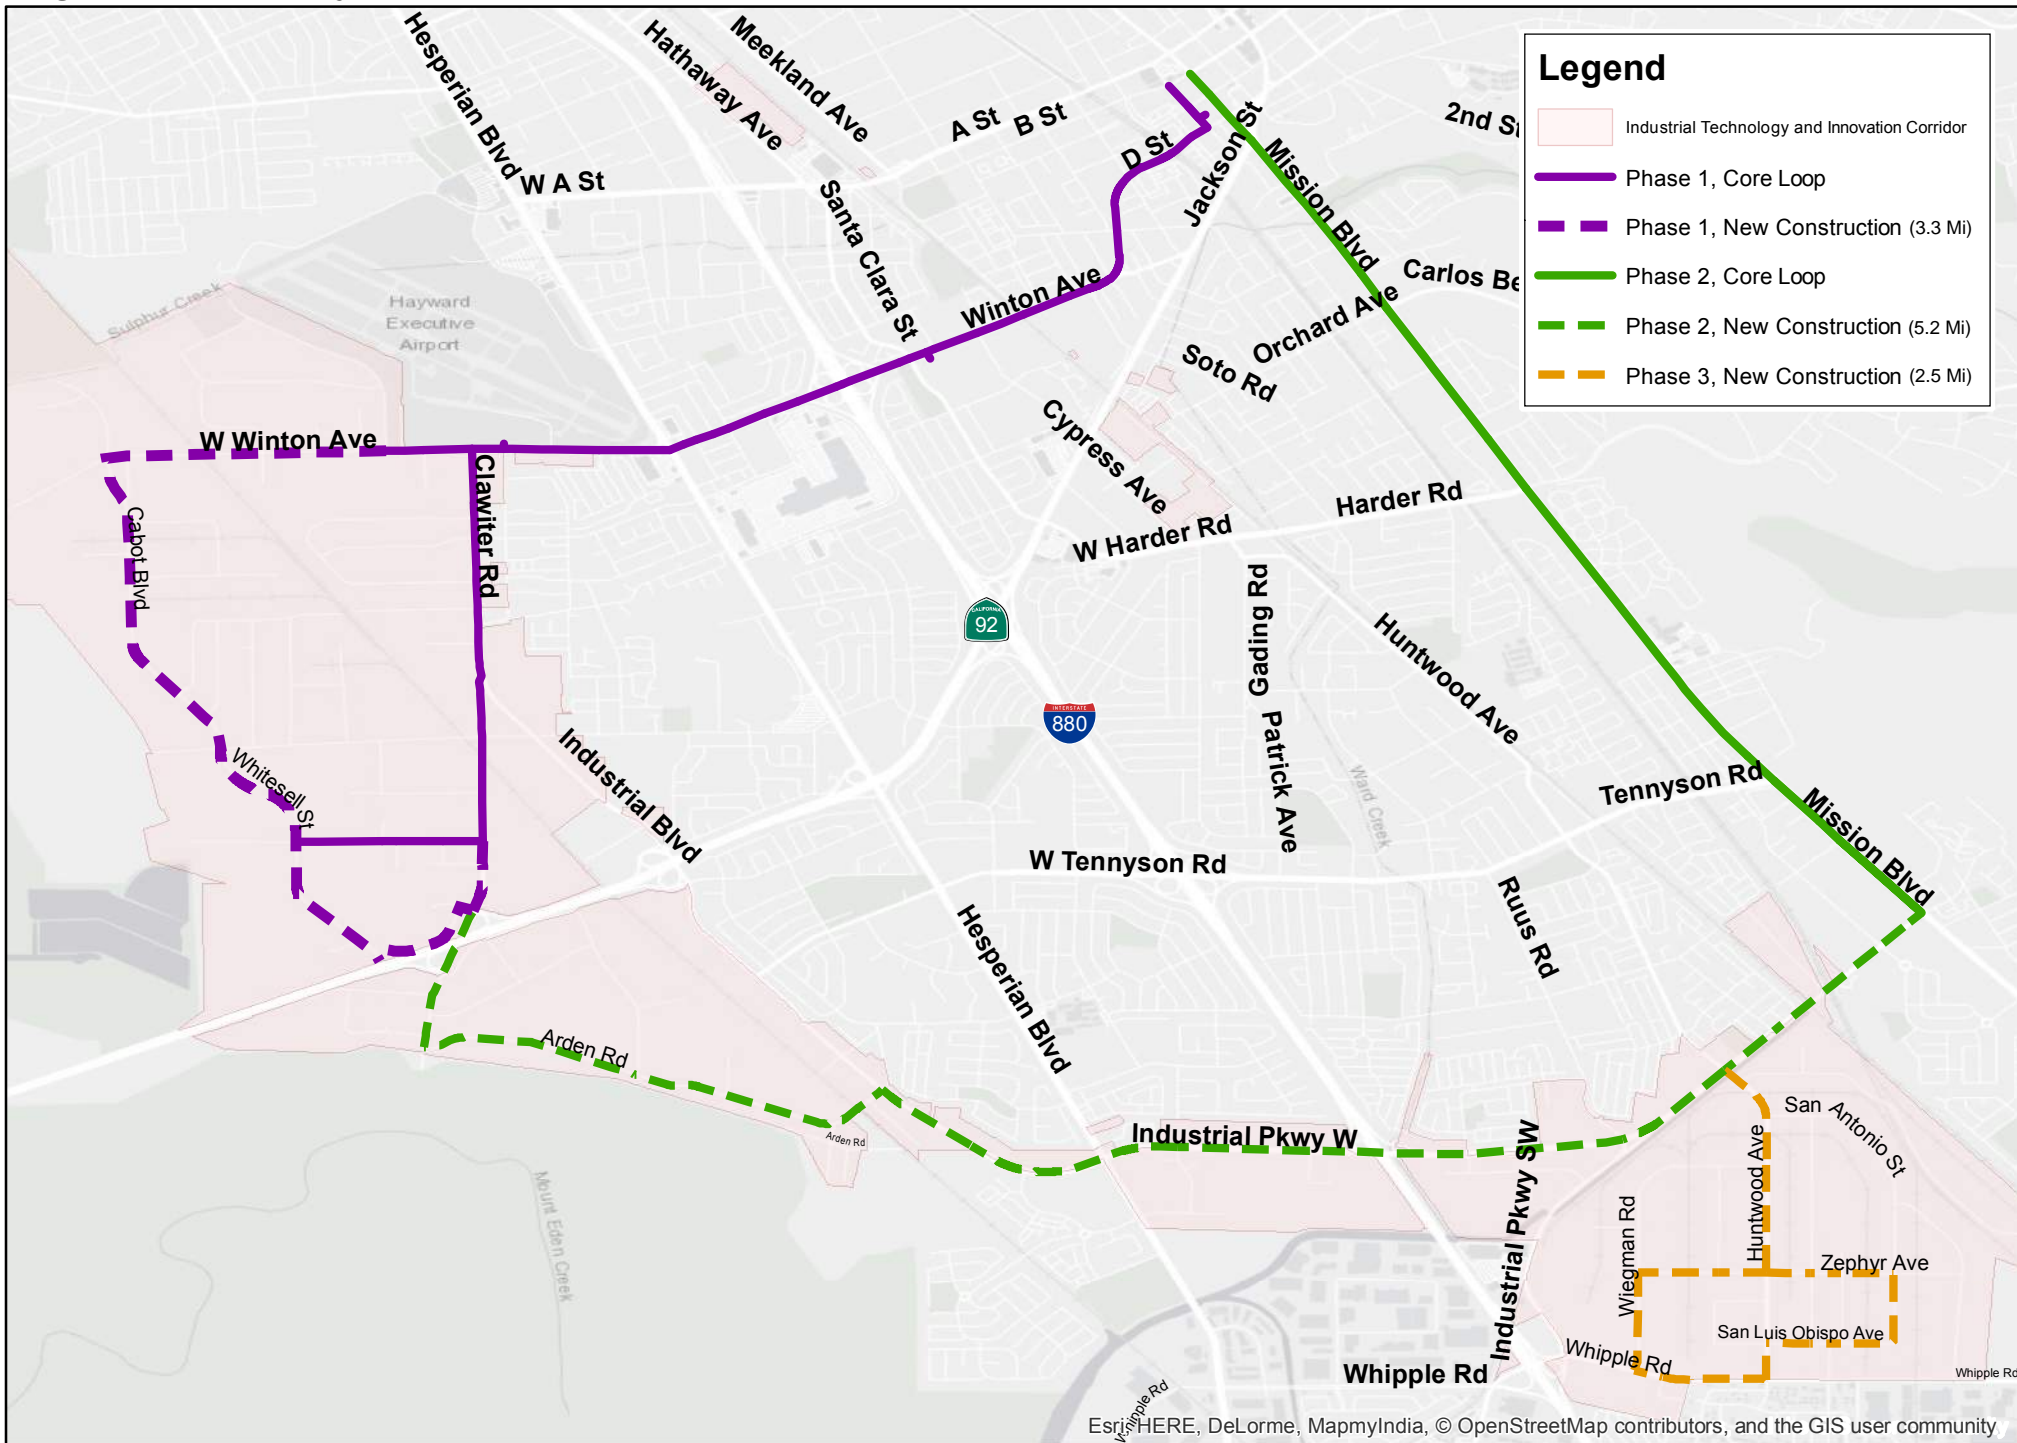 Legend
Industrial Technology and Innovation Corridor
Phase 1, Core Loop
Phase 1, New Construction (3.3 Mi)
Phase 2, Core Loop
Phase 2, New Construction (5.2 Mi)
Phase 3, New Construction (2.5 Mi)
Hesperian Blvd
Hathaway Ave
Meekland Ave
A St
B St
D St
W A St
Santa Clara St
Jackson St
Mission Blvd
2nd St
Carlos Be
Orchard Ave
Soto Rd
Winton Ave
Sulphur Creek
Hayward
Executive
Airport
W Winton Ave
Clawiter Rd
Cabot Blvd
Whitesell St
Industrial Blvd
Cypress Ave
W Harder Rd
Harder Rd
CALIFORNIA
92
INTERSTATE
880
Gading Rd
Patrick Ave
Huntwood Ave
Ward Creek
Tennyson Rd
Mission Blvd
W Tennyson Rd
Ruus Rd
Hesperian Blvd
Arden Rd
Arden Rd
Industrial Pkwy W
Industrial Pkwy SW
San Antonio St
Huntwood Ave
Wiegman Rd
Zephyr Ave
San Luis Obispo Ave
Whipple Rd
Whipple Rd
Whipple Rd
Whipple Rd
Mount Eden Creek
Esri, HERE, DeLorme, MapmyIndia, © OpenStreetMap contributors, and the GIS user community